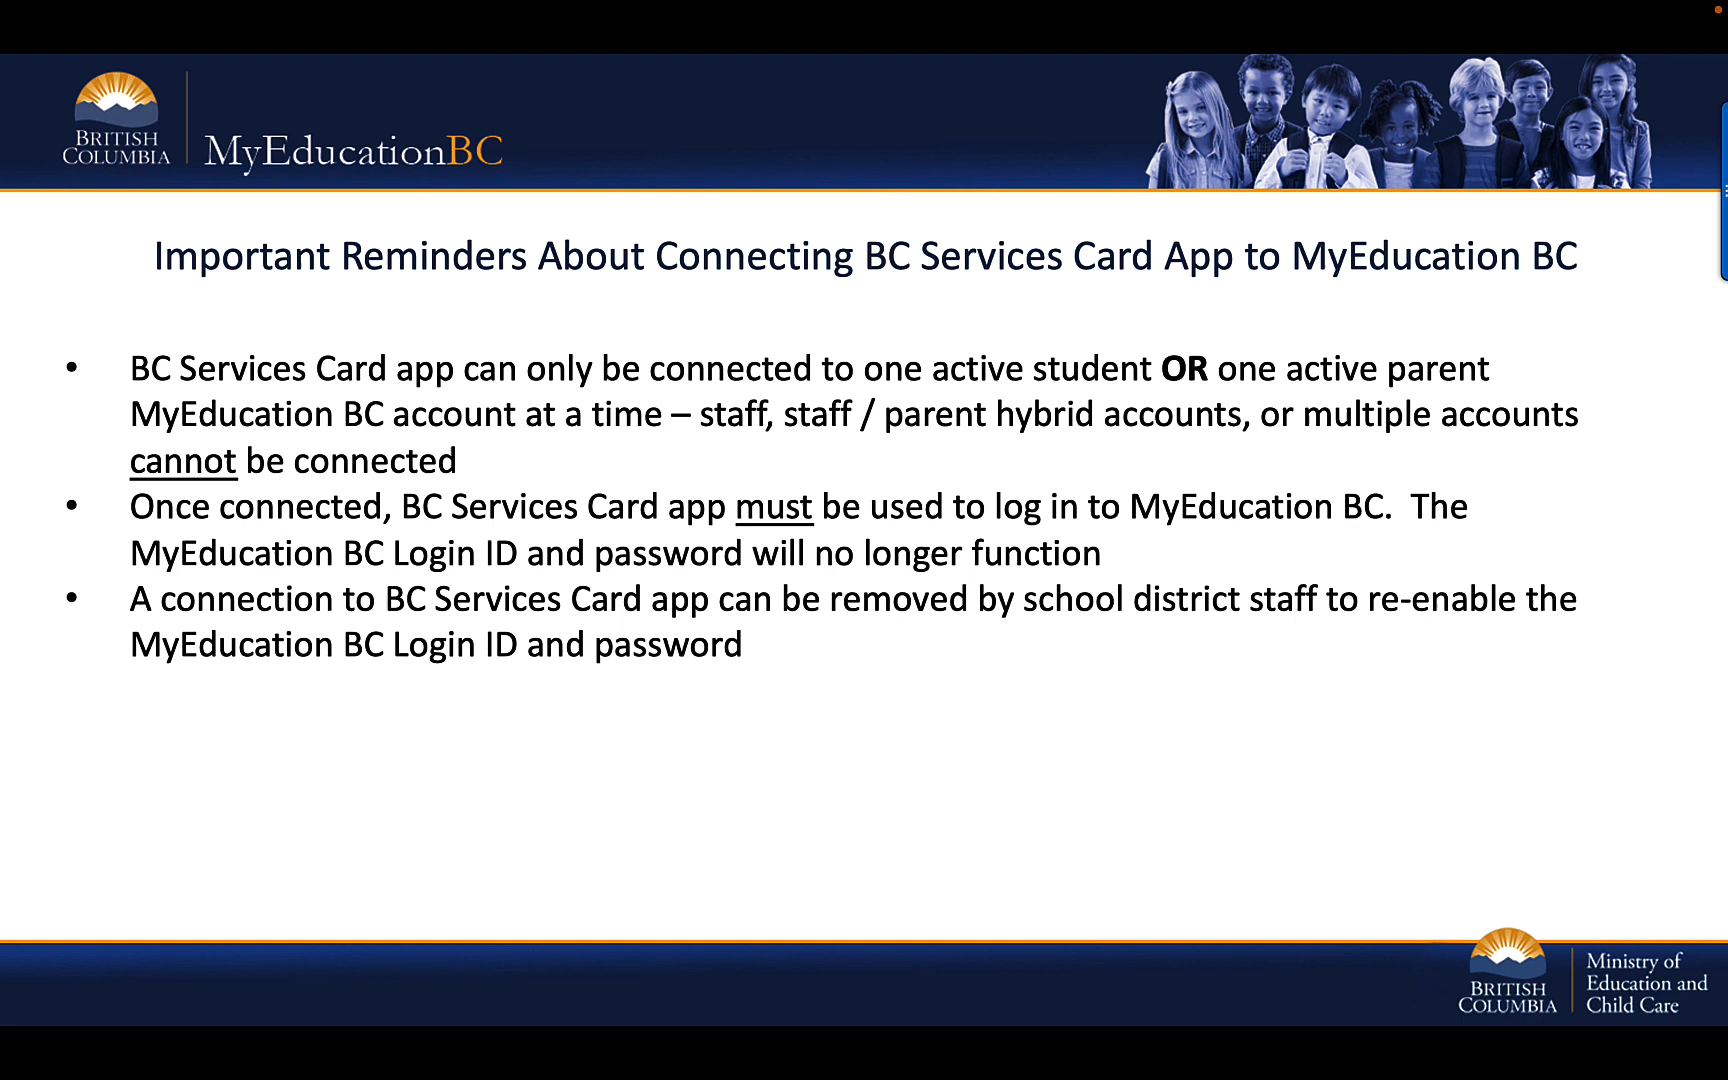 BRITISH
COLUMBIA
MyEducationBC
Important Reminders About Connecting BC Services Card App to MyEducation BC
• BC Services Card app can only be connected to one active student OR one active parent
MyEducation BC account at a time – staff, staff / parent hybrid accounts, or multiple accounts
cannot be connected
• Once connected, BC Services Card app must be used to log in to MyEducation BC.  The
MyEducation BC Login ID and password will no longer function
• A connection to BC Services Card app can be removed by school district staff to re-enable the
MyEducation BC Login ID and password
BRITISH
COLUMBIA
Ministry of
Education and
Child Care